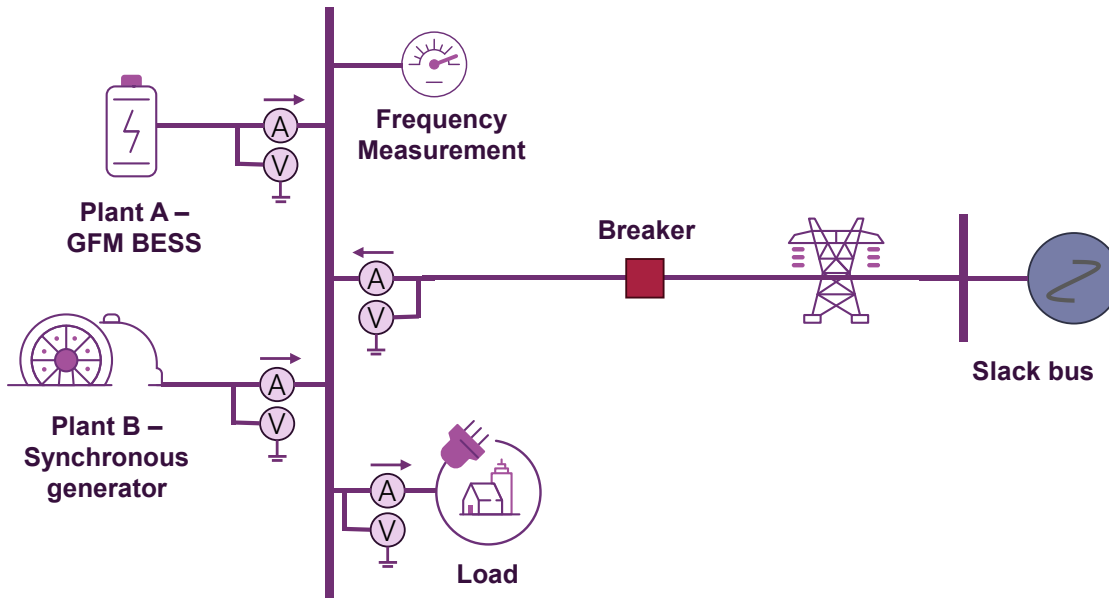 A
V
Plant A –
GFM BESS
Frequency
Measurement
A
V
Breaker
Slack bus
A
V
Plant B –
Synchronous
generator
A
V
Load